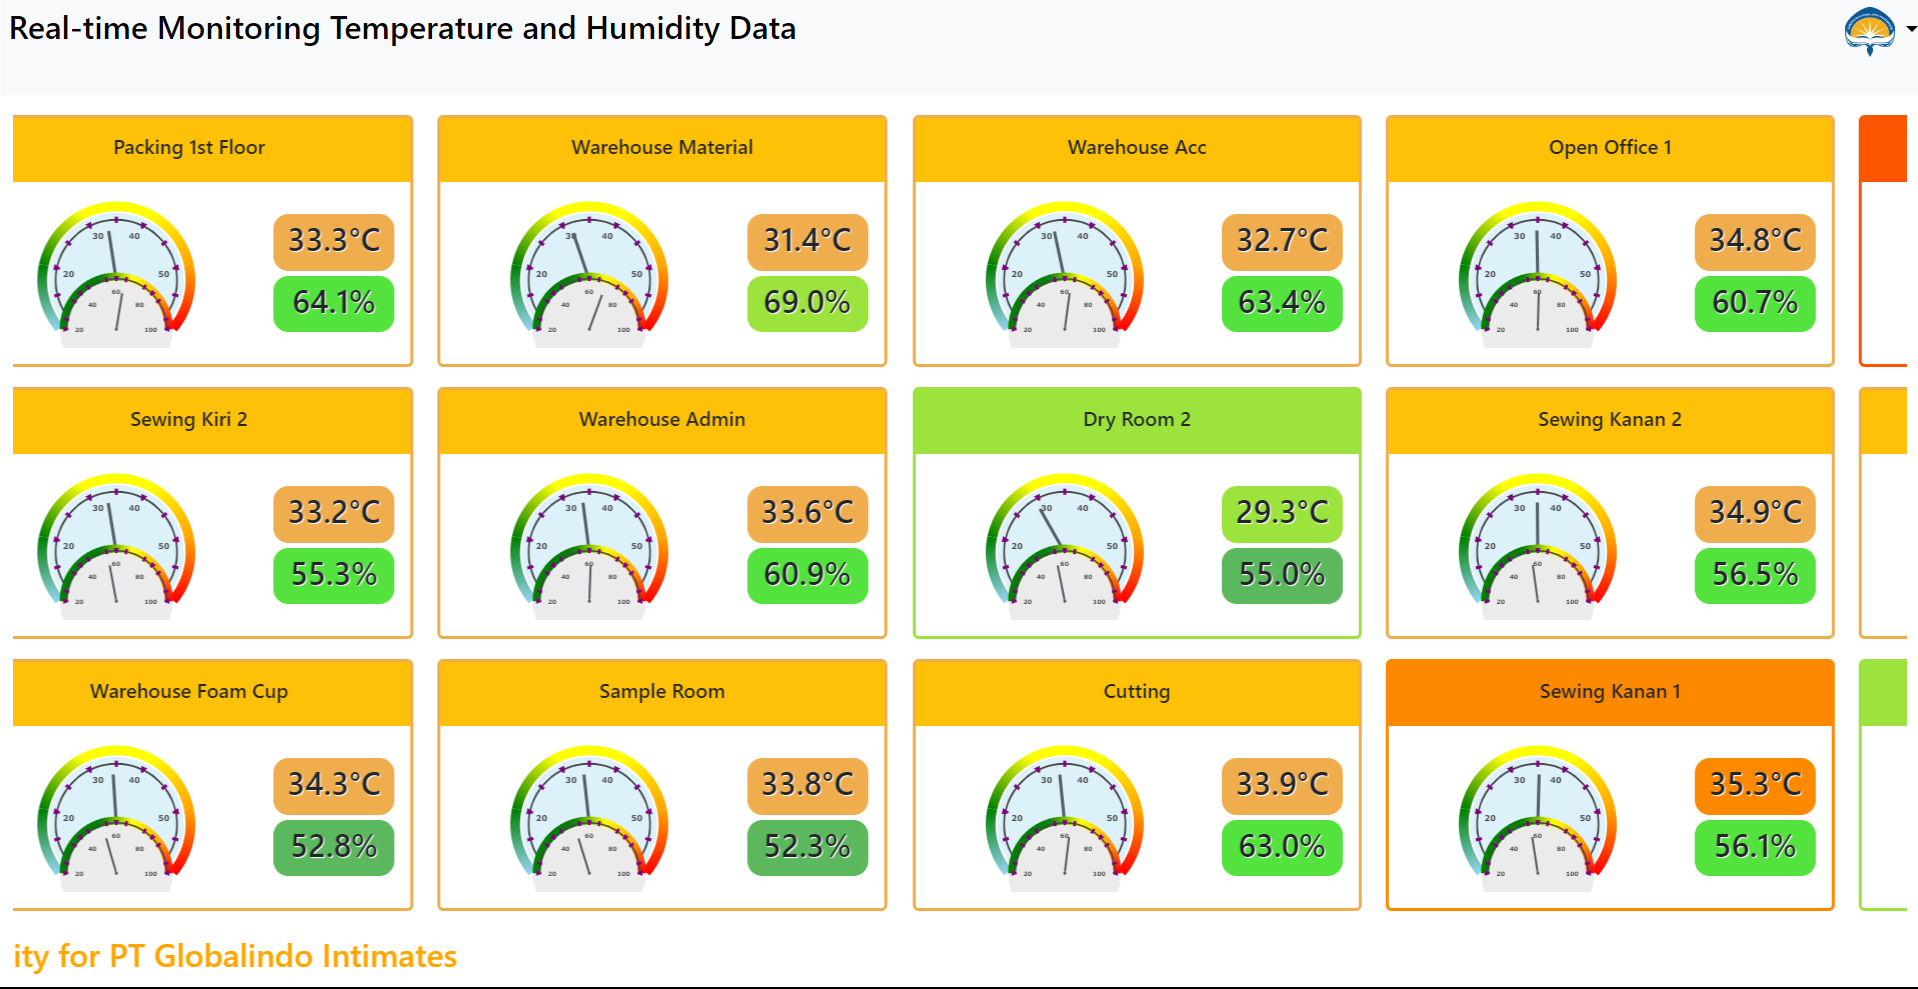 Real-time Monitoring Temperature and Humidity Data
Packing 1st Floor
30 40
20 50
60
40 80
20 100
33.3°C
64.1%
Warehouse Material
30 40
20 50
60
40 80
20 100
31.4°C
69.0%
Warehouse Acc
30 40
20 50
60
40 80
20 100
32.7°C
63.4%
Open Office 1
30 40
20 50
60
40 80
20 100
34.8°C
60.7%
Sewing Kiri 2
30 40
20 50
60
40 80
20 100
33.2°C
55.3%
Warehouse Admin
30 40
20 50
60
40 80
20 100
33.6°C
60.9%
Dry Room 2
30 40
20 50
60
40 80
20 100
29.3°C
55.0%
Sewing Kanan 2
30 40
20 50
60
40 80
20 100
34.9°C
56.5%
Warehouse Foam Cup
30 40
20 50
60
40 80
20 100
34.3°C
52.8%
Sample Room
30 40
20 50
60
40 80
20 100
33.8°C
52.3%
Cutting
30 40
20 50
60
40 80
20 100
33.9°C
63.0%
Sewing Kanan 1
30 40
20 50
60
40 80
20 100
35.3°C
56.1%
ity for PT Globalindo Intimates